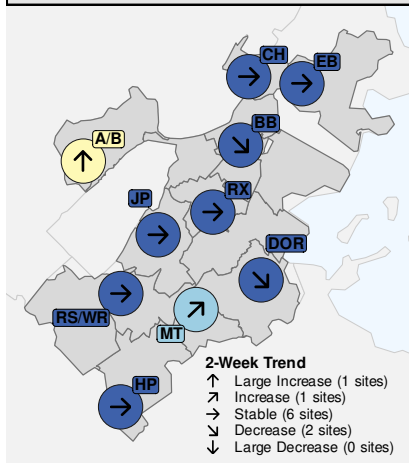 CH
EB
BB
A/B
RX
JP
DOR
RS/WR
MT
HP
2-Week Trend
↑ Large Increase (1 sites)
↗ Increase (1 sites)
→ Stable (6 sites)
↘ Decrease (2 sites)
↓ Large Decrease (0 sites)